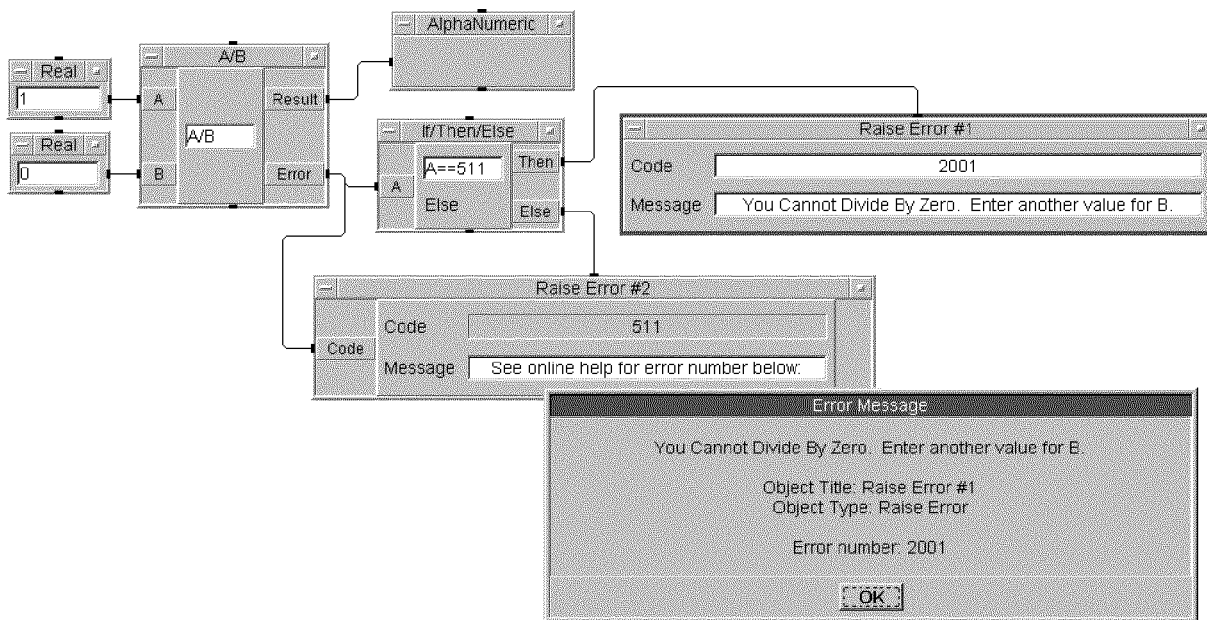 Real
1
Real
0
A/B
A
B
A/B
Result
Error
AlphaNumeric
If/Then/Else
A
A==511
Else
Then
Else
Raise Error #1
Code
2001
Message
You Cannot Divide By Zero. Enter another value for B.
Raise Error #2
Code
Code
511
Message
See online help for error number below:
Error Message
You Cannot Divide By Zero. Enter another value for B.
Object Title: Raise Error #1
Object Type: Raise Error
Error number: 2001
OK